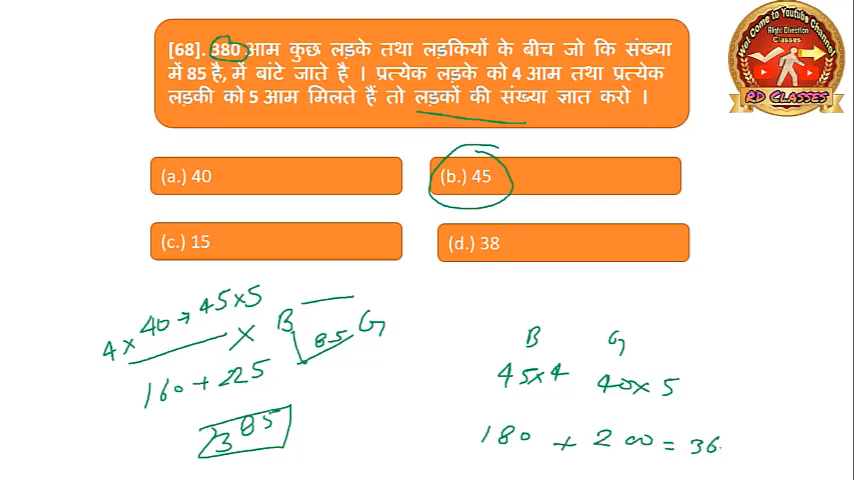 [68]. 380 आम कुछ लड़के तथा लड़कियों के बीच जो कि संख्या
में 85 है, में बांटे जाते है । प्रत्येक लड़के को 4 आम तथा प्रत्येक
लड़की को 5 आम मिलते हैं तो लड़कों की संख्या ज्ञात करो ।
(a.) 40
(b.) 45
(c.) 15
(d.) 38
4 × 40 → 45×5
×
160 + 225
385
B G
85
B G
45×4 40×5
180 + 200 = 36
Wel Come to Youtube Channel
Right Direction
Classes
RD CLASSES